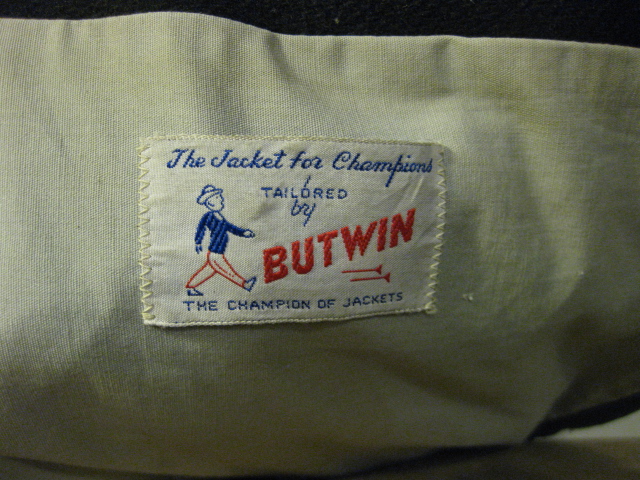 The Jacket for Champions
TAILORED
by
BUTWIN
THE CHAMPION OF JACKETS